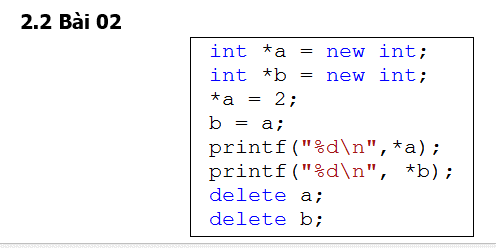 2.2 Bài 02
int *a = new int;
int *b = new int;
*a = 2;
b = a;
printf("%d\n",*a);
printf("%d\n", *b);
delete a;
delete b;